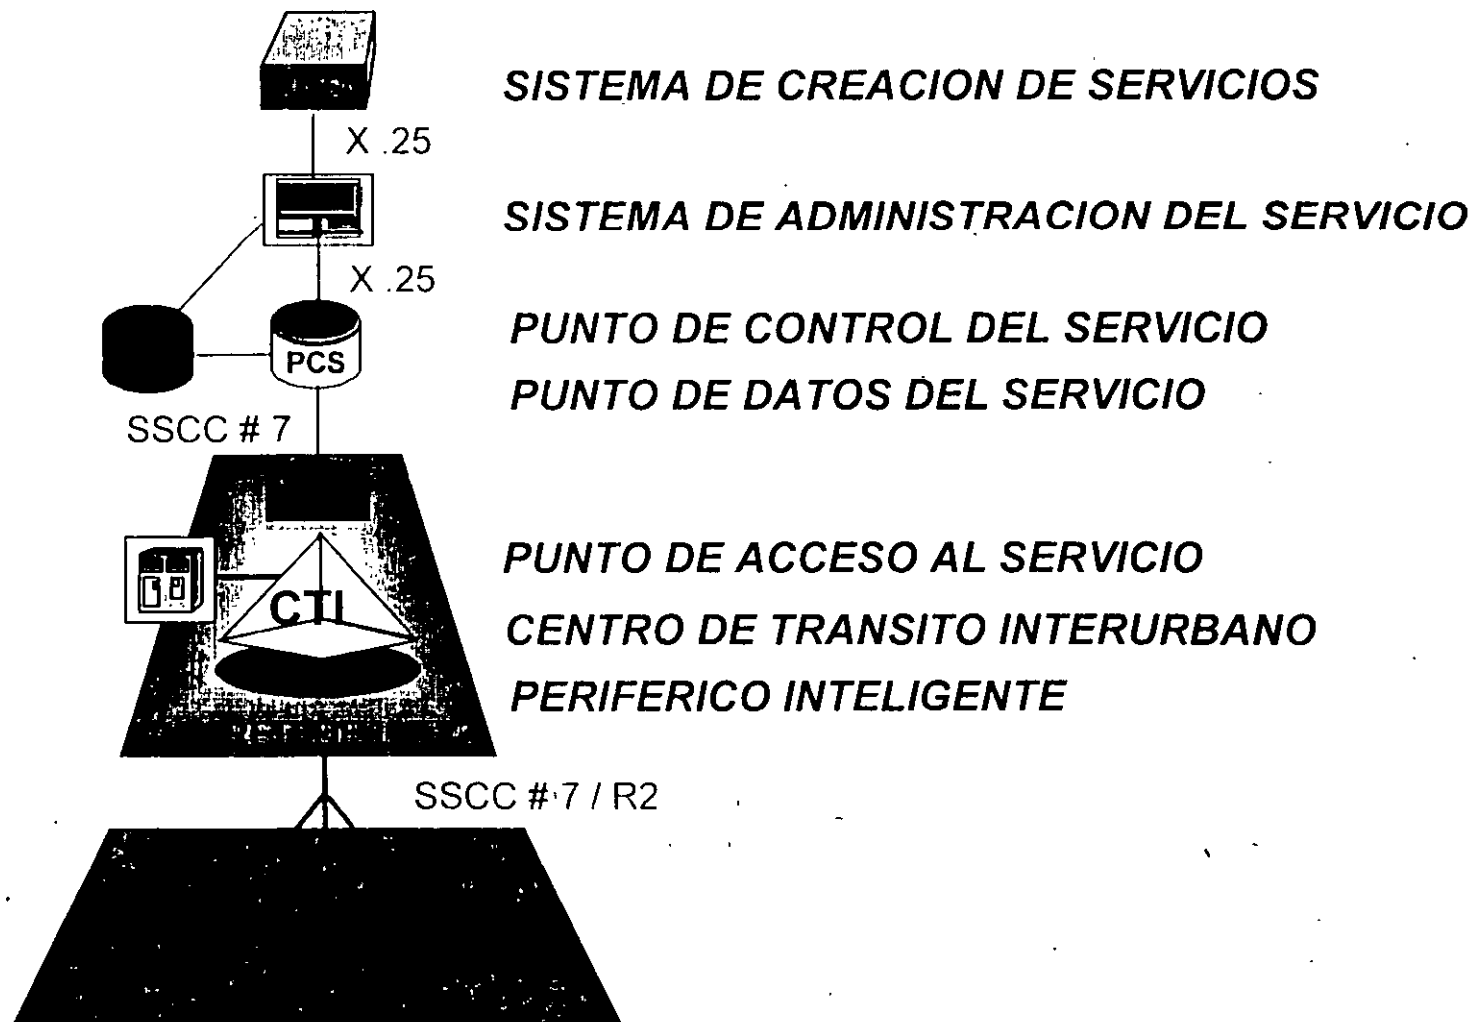 SISTEMA DE CREACION DE SERVICIOS
X .25
SISTEMA DE ADMINISTRACION DEL SERVICIO
X .25
PUNTO DE CONTROL DEL SERVICIO
PCS
PUNTO DE DATOS DEL SERVICIO
SSCC # 7
PUNTO DE ACCESO AL SERVICIO
CTI
CENTRO DE TRANSITO INTERURBANO
PERIFERICO INTELIGENTE
SSCC # 7 / R2